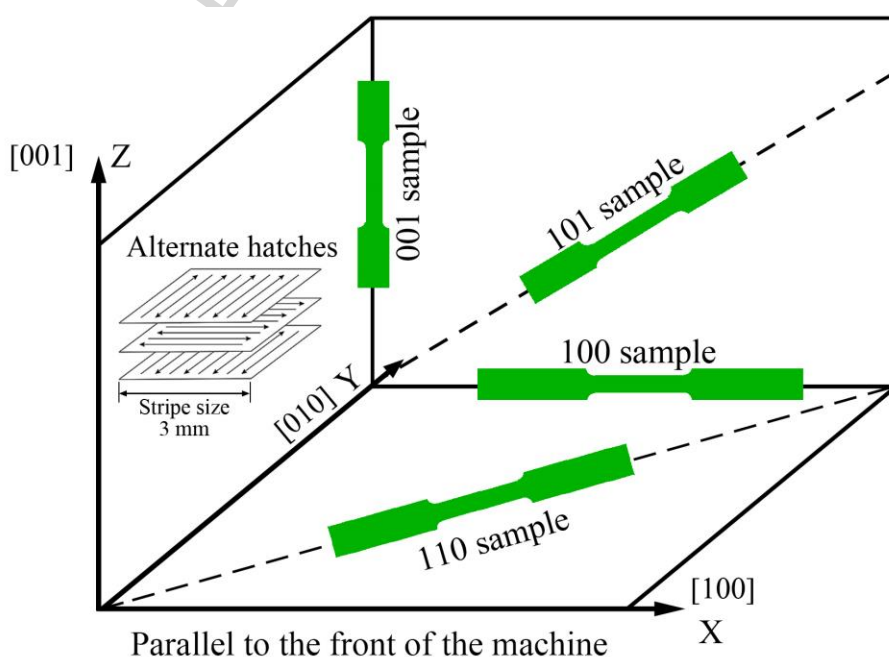 [001]
Z
001 sample
101 sample
Alternate hatches
100 sample
Stripe size
3 mm
[010] Y
110 sample
[100]
X
Parallel to the front of the machine